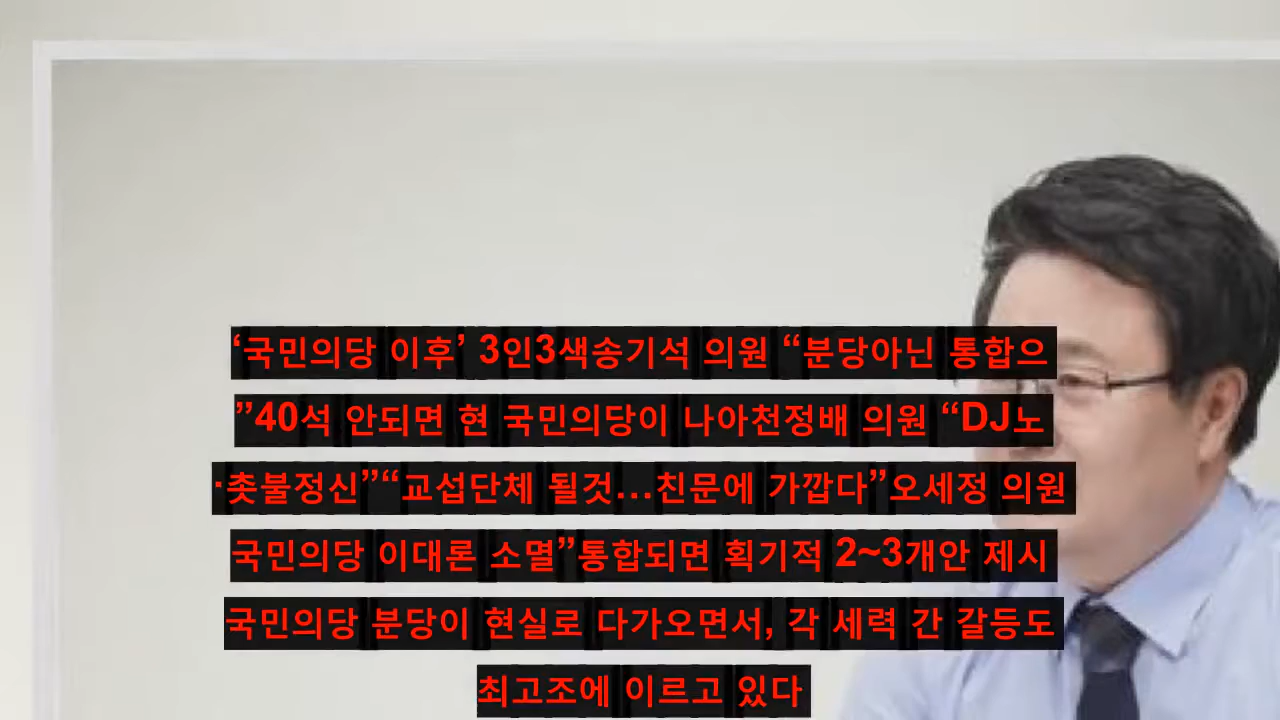 ‘국민의당 이후’ 3인3색송기석 의원 “분당아닌 통합으
”40석 안되면 현 국민의당이 나아천정배 의원 “DJ노
·촛불정신”“교섭단체 될것…친문에 가깝다”오세정 의원
국민의당 이대론 소멸”통합되면 획기적 2~3개안 제시
국민의당 분당이 현실로 다가오면서, 각 세력 간 갈등도
최고조에 이르고 있다